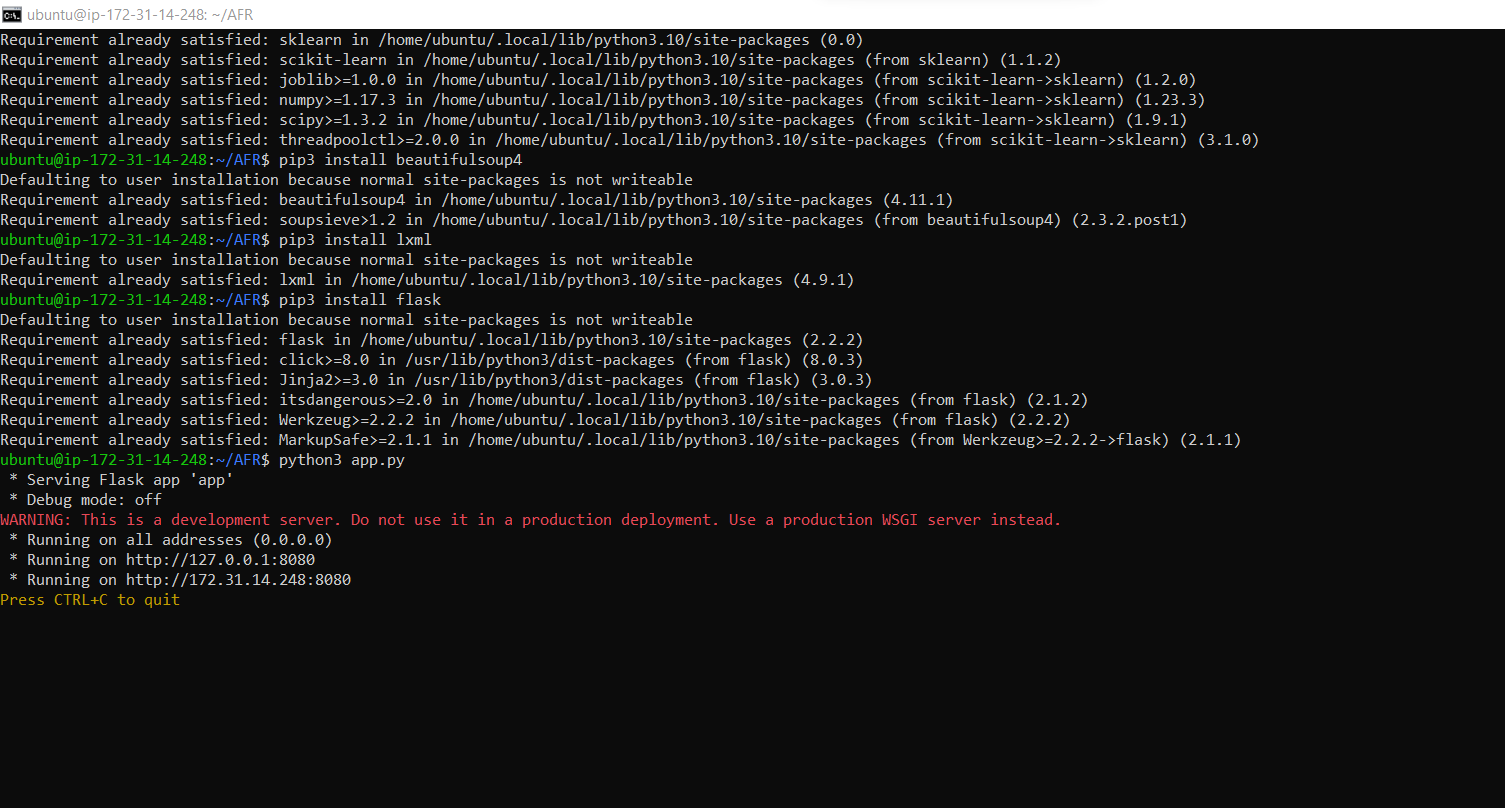 ubuntu@ip-172-31-14-248: ~/AFR
Requirement already satisfied: sklearn in /home/ubuntu/.local/lib/python3.10/site-packages (0.0)
Requirement already satisfied: scikit-learn in /home/ubuntu/.local/lib/python3.10/site-packages (from sklearn) (1.1.2)
Requirement already satisfied: joblib>=1.0.0 in /home/ubuntu/.local/lib/python3.10/site-packages (from scikit-learn->sklearn) (1.2.0)
Requirement already satisfied: numpy>=1.17.3 in /home/ubuntu/.local/lib/python3.10/site-packages (from scikit-learn->sklearn) (1.23.3)
Requirement already satisfied: scipy>=1.3.2 in /home/ubuntu/.local/lib/python3.10/site-packages (from scikit-learn->sklearn) (1.9.1)
Requirement already satisfied: threadpoolctl>=2.0.0 in /home/ubuntu/.local/lib/python3.10/site-packages (from scikit-learn->sklearn) (3.1.0)
ubuntu@ip-172-31-14-248:~/AFR$ pip3 install beautifulsoup4
Defaulting to user installation because normal site-packages is not writeable
Requirement already satisfied: beautifulsoup4 in /home/ubuntu/.local/lib/python3.10/site-packages (4.11.1)
Requirement already satisfied: soupsieve>1.2 in /home/ubuntu/.local/lib/python3.10/site-packages (from beautifulsoup4) (2.3.2.post1)
ubuntu@ip-172-31-14-248:~/AFR$ pip3 install lxml
Defaulting to user installation because normal site-packages is not writeable
Requirement already satisfied: lxml in /home/ubuntu/.local/lib/python3.10/site-packages (4.9.1)
ubuntu@ip-172-31-14-248:~/AFR$ pip3 install flask
Defaulting to user installation because normal site-packages is not writeable
Requirement already satisfied: flask in /home/ubuntu/.local/lib/python3.10/site-packages (2.2.2)
Requirement already satisfied: click>=8.0 in /usr/lib/python3/dist-packages (from flask) (8.0.3)
Requirement already satisfied: Jinja2>=3.0 in /usr/lib/python3/dist-packages (from flask) (3.0.3)
Requirement already satisfied: itsdangerous>=2.0 in /home/ubuntu/.local/lib/python3.10/site-packages (from flask) (2.1.2)
Requirement already satisfied: Werkzeug>=2.2.2 in /home/ubuntu/.local/lib/python3.10/site-packages (from flask) (2.2.2)
Requirement already satisfied: MarkupSafe>=2.1.1 in /home/ubuntu/.local/lib/python3.10/site-packages (from Werkzeug>=2.2.2->flask) (2.1.1)
ubuntu@ip-172-31-14-248:~/AFR$ python3 app.py
 * Serving Flask app 'app'
 * Debug mode: off
WARNING: This is a development server. Do not use it in a production deployment. Use a production WSGI server instead.
 * Running on all addresses (0.0.0.0)
 * Running on http://127.0.0.1:8080
 * Running on http://172.31.14.248:8080
Press CTRL+C to quit